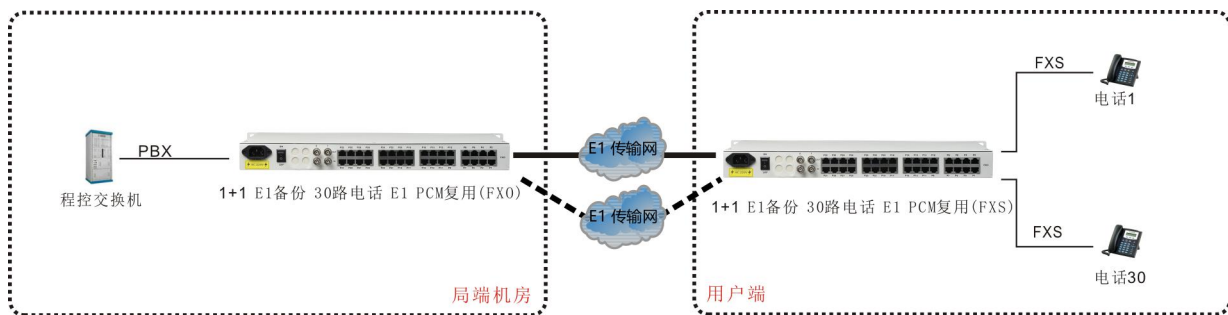 FXS
电话1
E1 传输网
PBX
程控交换机
1+1 E1备份 30路电话 E1 PCM复用(FXO)
1+1 E1备份 30路电话 E1 PCM复用(FXS)
E1 传输网
FXS
电话30
局端机房
用户端